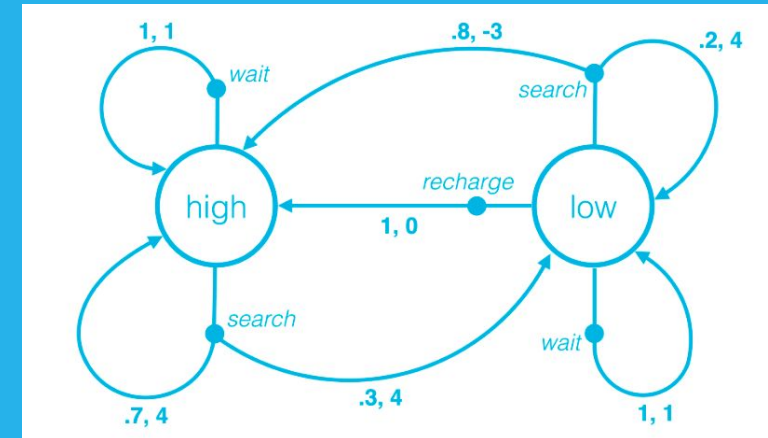 1, 1
.8, -3
.2, 4
wait
search
recharge
high
low
1, 0
search
wait
.3, 4
.7, 4
1, 1